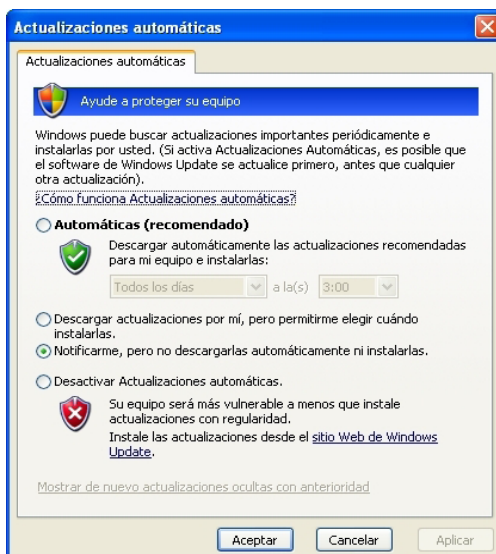 Actualizaciones automáticas
Actualizaciones automáticas
Ayude a proteger su equipo
Windows puede buscar actualizaciones importantes periódicamente e
instalarlas por usted. (Si activa Actualizaciones Automáticas, es posible que
el software de Windows Update se actualice primero, antes que cualquier
otra actualización).
¿Cómo funciona Actualizaciones automáticas?
Automáticas (recomendado)
Descargar automáticamente las actualizaciones recomendadas
para mi equipo e instalarlas:
Todos los días a la(s) 3:00
Descargar actualizaciones por mí, pero permitirme elegir cuándo
instalarlas.
Notificarme, pero no descargarlas automáticamente ni instalarlas.
Desactivar Actualizaciones automáticas.
Su equipo será más vulnerable a menos que instale
actualizaciones con regularidad.
Instale las actualizaciones desde el sitio Web de Windows
Update.
Mostrar de nuevo actualizaciones ocultas con anterioridad
Aceptar Cancelar Aplicar